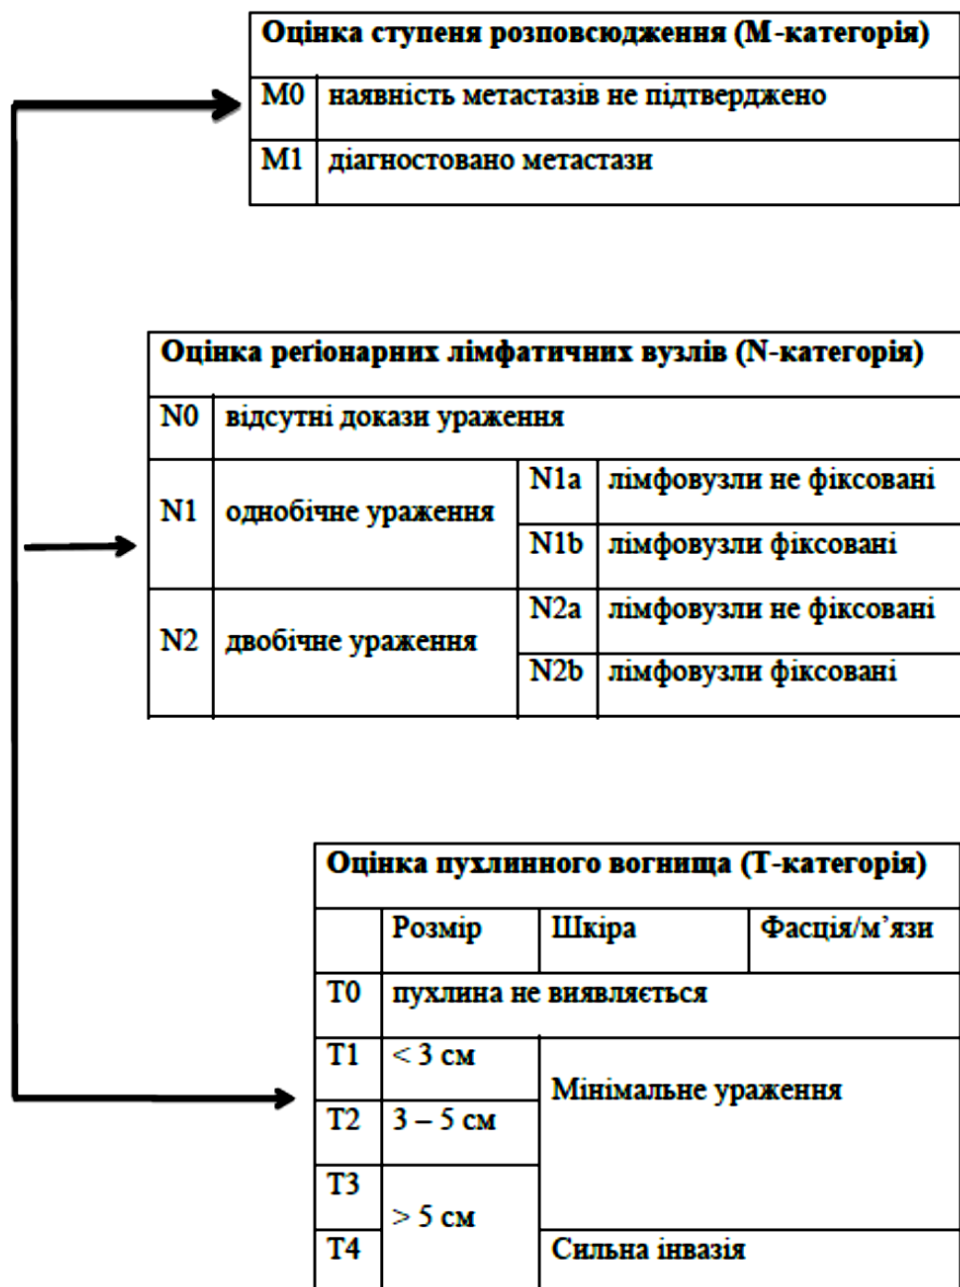 Оцінка ступеня розповсюдження (М-категорія)
М0 наявність метастазів не підтверджено
М1 діагностовано метастази
Оцінка реґіонарних лімфатичних вузлів (N-категорія)
N0 відсутні докази ураження
N1 однобічне ураження
N1a лімфовузли не фіксовані
N1b лімфовузли фіксовані
N2 двобічне ураження
N2a лімфовузли не фіксовані
N2b лімфовузли фіксовані
Оцінка пухлинного вогнища (Т-категорія)
Розмір Шкіра Фасція/м’язи
Т0 пухлина не виявляється
Т1 < 3 см
Мінімальне ураження
Т2 3 – 5 см
Т3
> 5 см
Т4 Сильна інвазія